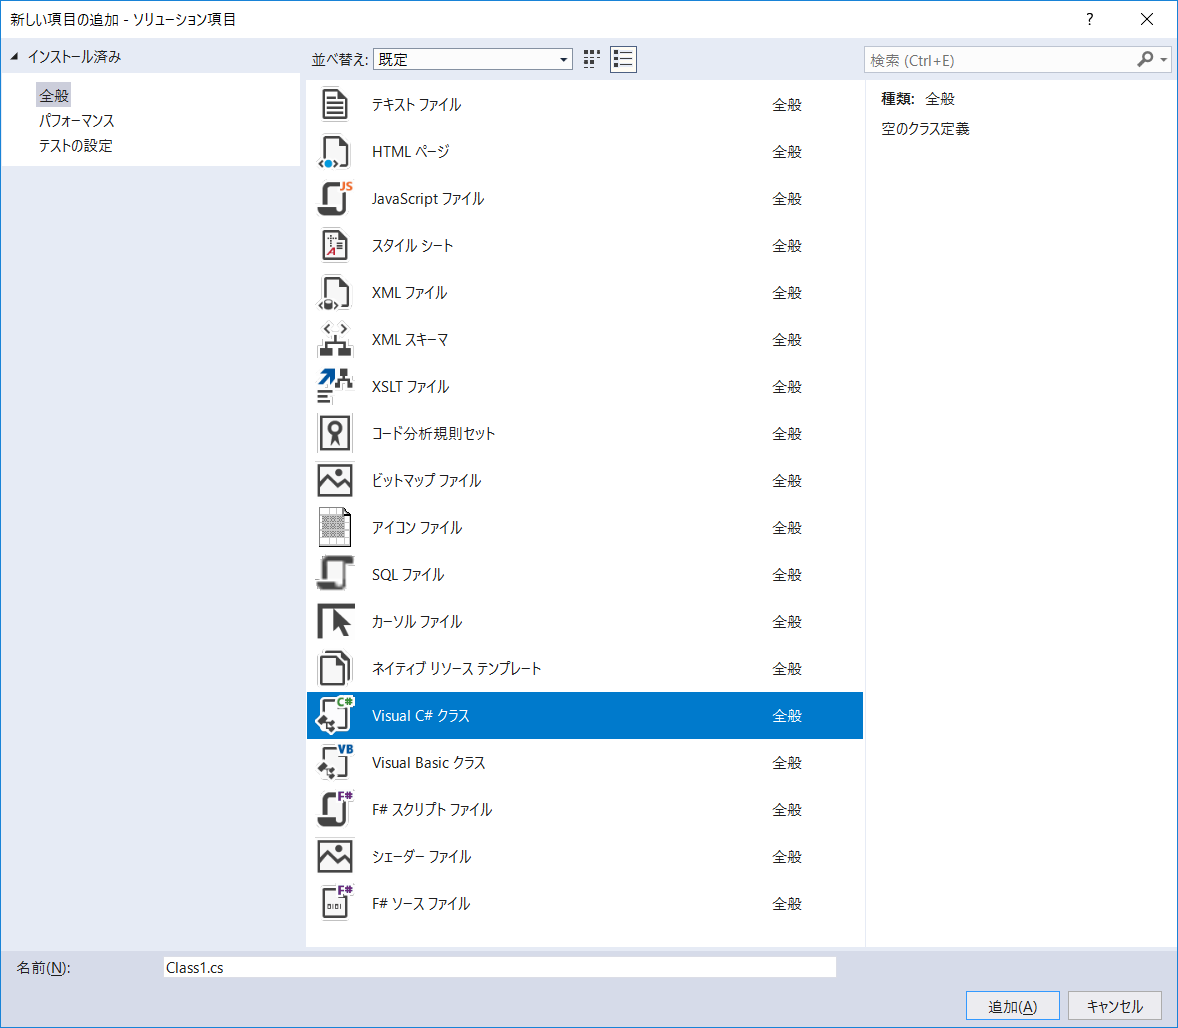 新しい項目の追加 - ソリューション項目
?
インストール済み
全般
パフォーマンス
テストの設定
並べ替え: 既定
テキスト ファイル 全般
HTML ページ 全般
JS
JavaScript ファイル 全般
A
スタイル シート 全般
XML ファイル 全般
XML スキーマ 全般
XSLT ファイル 全般
コード分析規則セット 全般
ビットマップ ファイル 全般
アイコン ファイル 全般
SQL ファイル 全般
カーソル ファイル 全般
ネイティブ リソース テンプレート 全般
C#
Visual C# クラス 全般
VB
Visual Basic クラス 全般
F#
F# スクリプト ファイル 全般
シェーダー ファイル 全般
F#
F# ソース ファイル 全般
検索 (Ctrl+E)
種類: 全般
空のクラス定義
名前(N): Class1.cs
追加(A) キャンセル